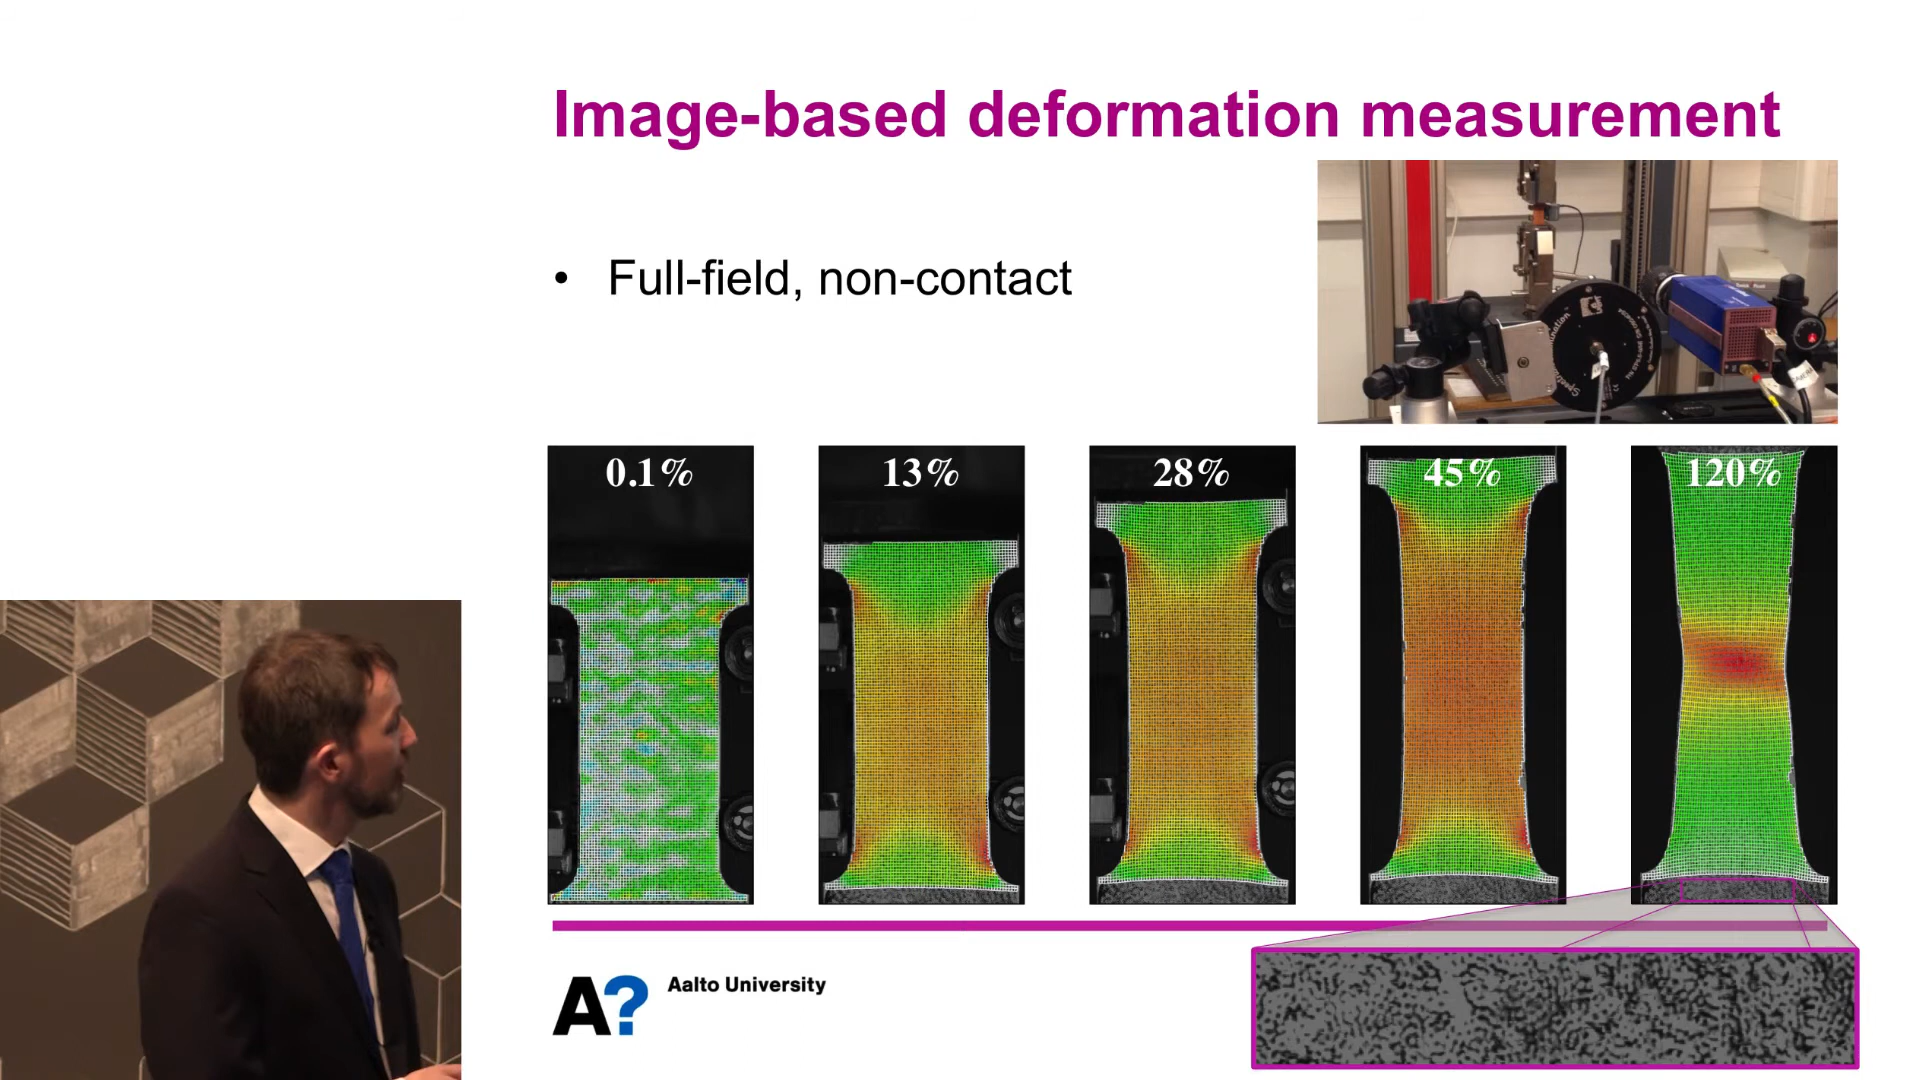 Image-based deformation measurement
• Full-field, non-contact
0.1%
13%
28%
45%
120%
A?
Aalto University